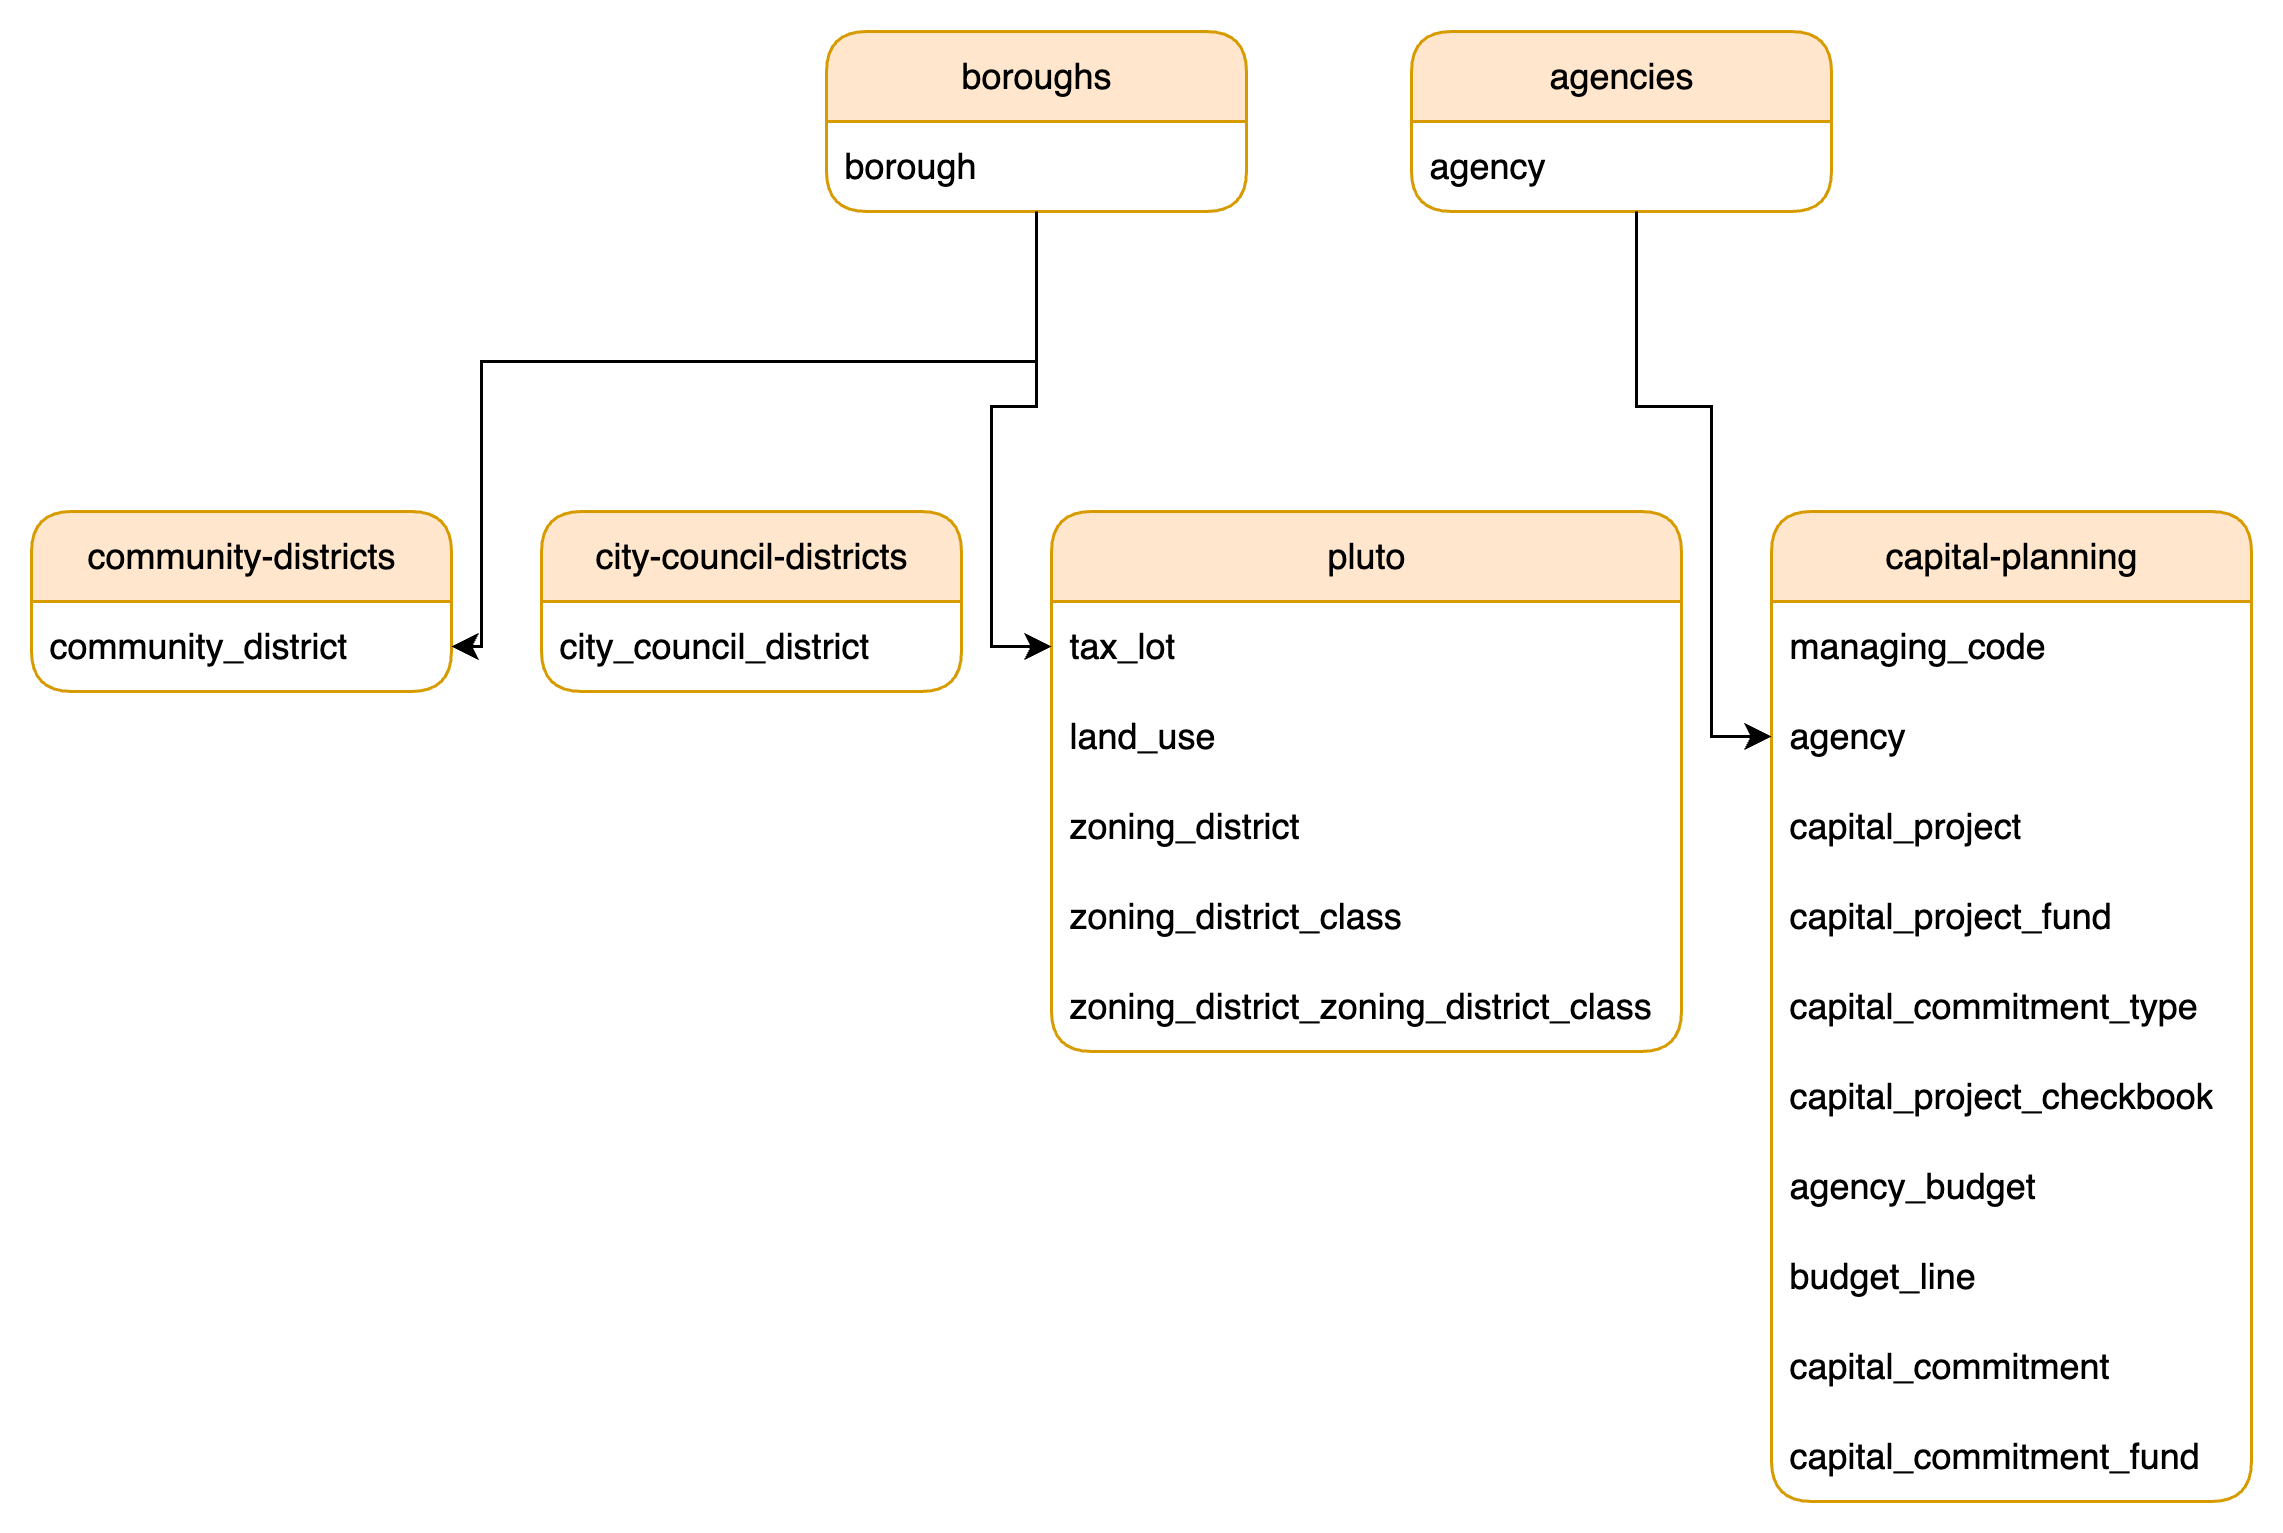 boroughs
borough
agencies
agency
community-districts
community_district
city-council-districts
city_council_district
pluto
tax_lot
land_use
zoning_district
zoning_district_class
zoning_district_zoning_district_class
capital-planning
managing_code
agency
capital_project
capital_project_fund
capital_commitment_type
capital_project_checkbook
agency_budget
budget_line
capital_commitment
capital_commitment_fund